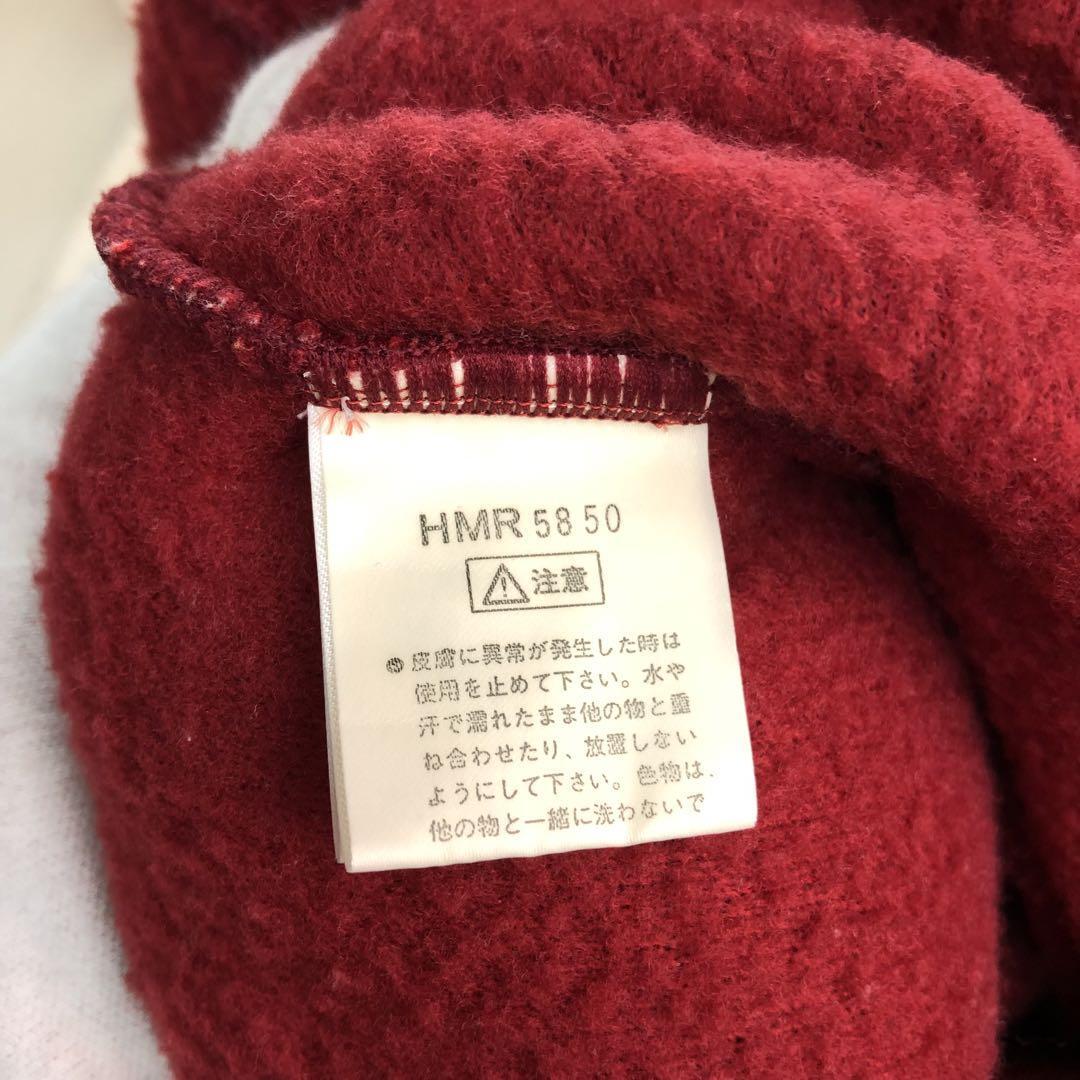 HMR 58 50
⚠注意
●皮膚に異常が発生した時は
使用を止めて下さい。水や
汗で濡れたまま他の物と重
ね合わせたり、放置しない
ようにして下さい。色物は、
他の物と一緒に洗わないで